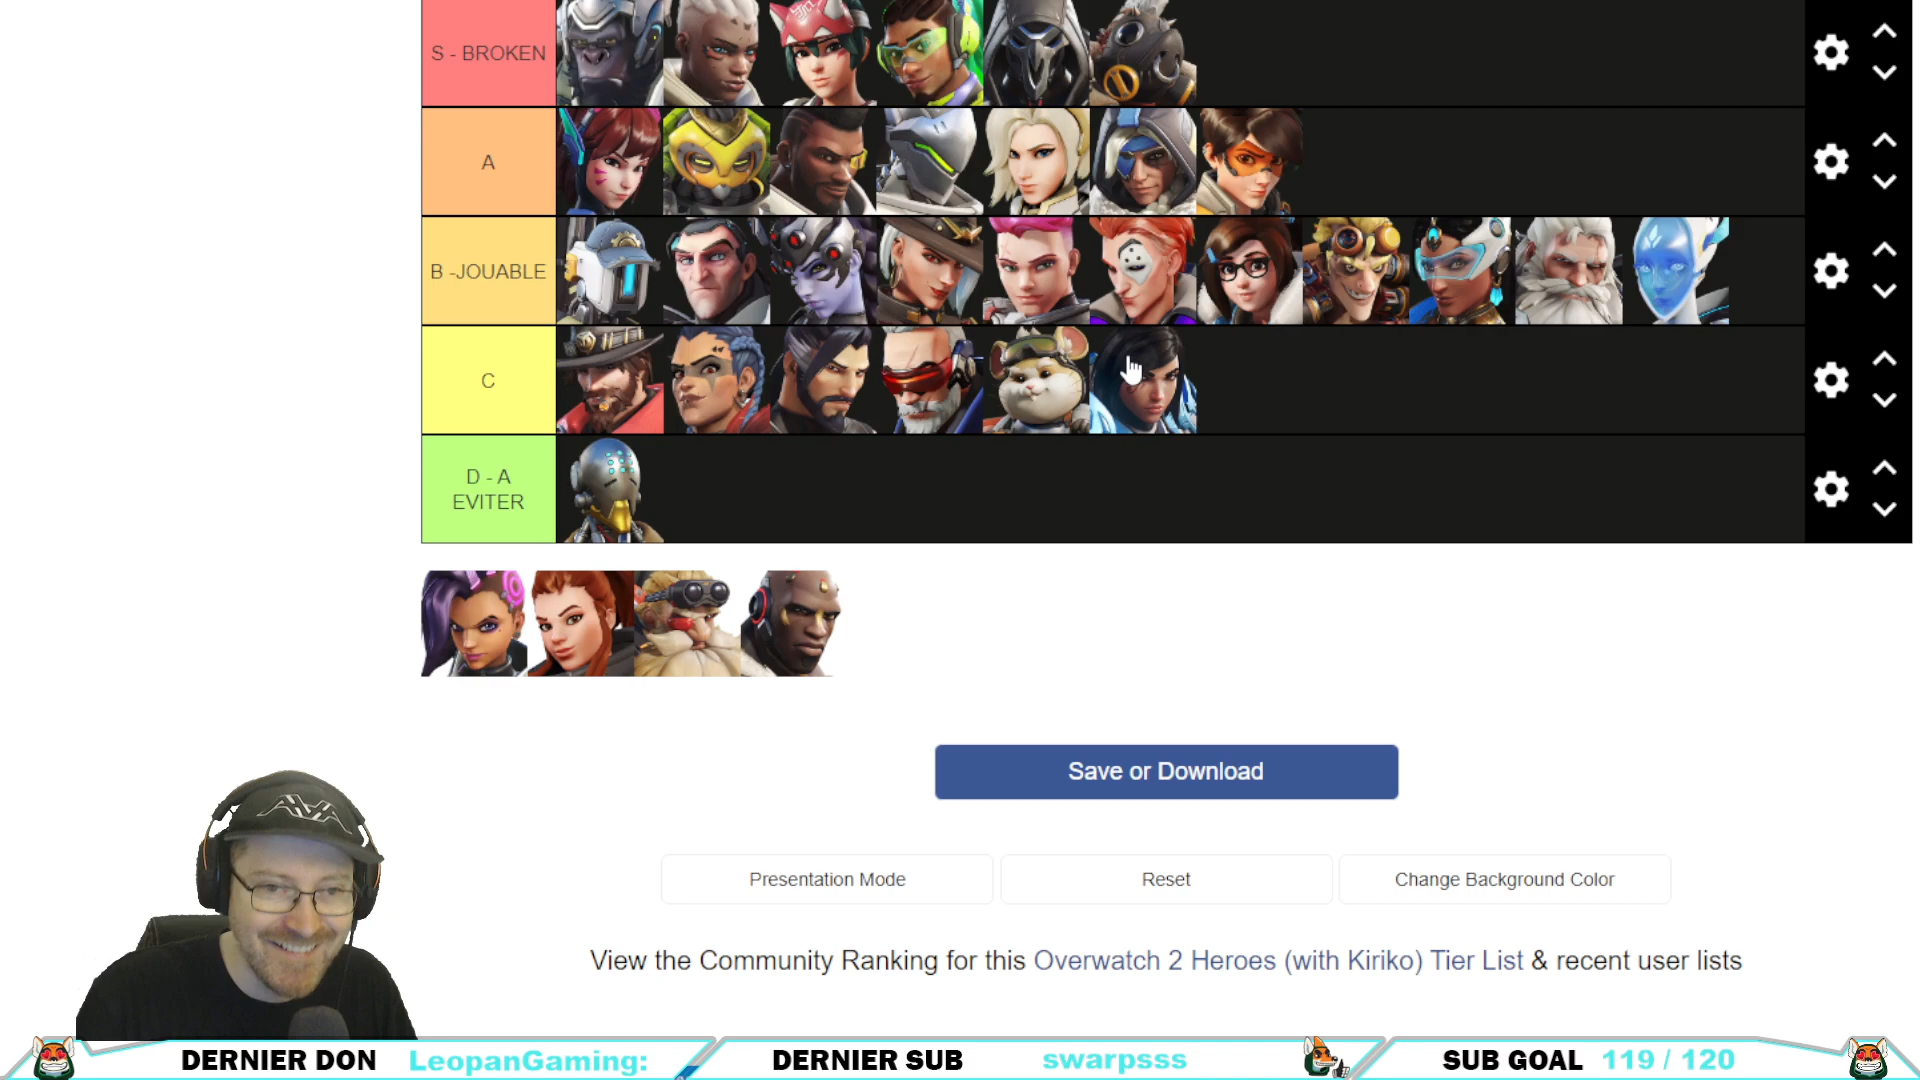 S - BROKEN
A
B -JOUABLE
C
D - A
EVITER
Save or Download
Presentation Mode
Reset
Change Background Color
View the Community Ranking for this Overwatch 2 Heroes (with Kiriko) Tier List & recent user lists
DERNIER DON LeopanGaming: DERNIER SUB swarpsss SUB GOAL 119 / 120